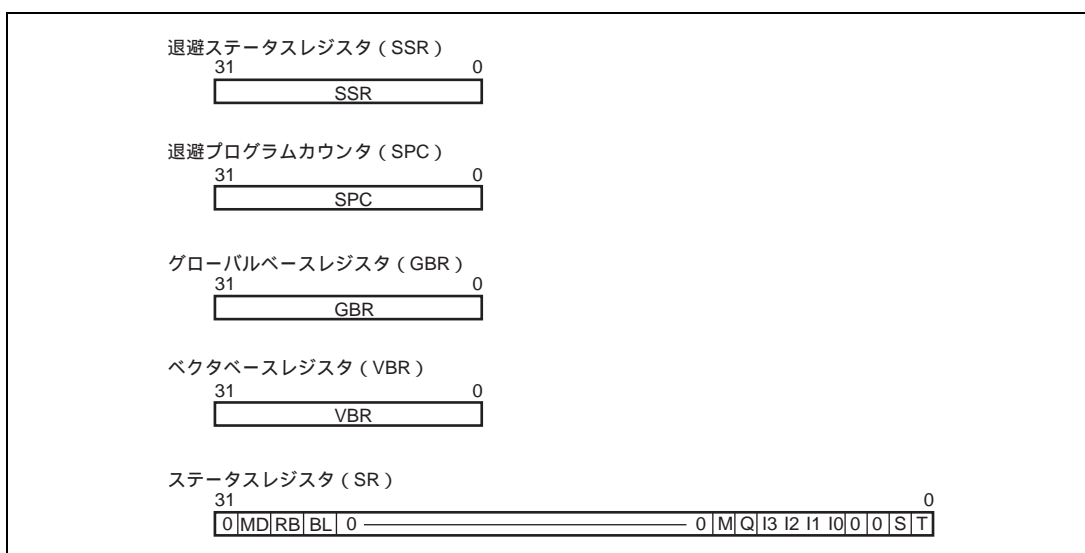 退避ステータスレジスタ（SSR）
31 0
SSR
退避プログラムカウンタ（SPC）
31 0
SPC
グローバルベースレジスタ（GBR）
31 0
GBR
ベクタベースレジスタ（VBR）
31 0
VBR
ステータスレジスタ（SR）
31 0
0 MD RB BL 0 0 M Q I3 I2 I1 I0 0 0 S T